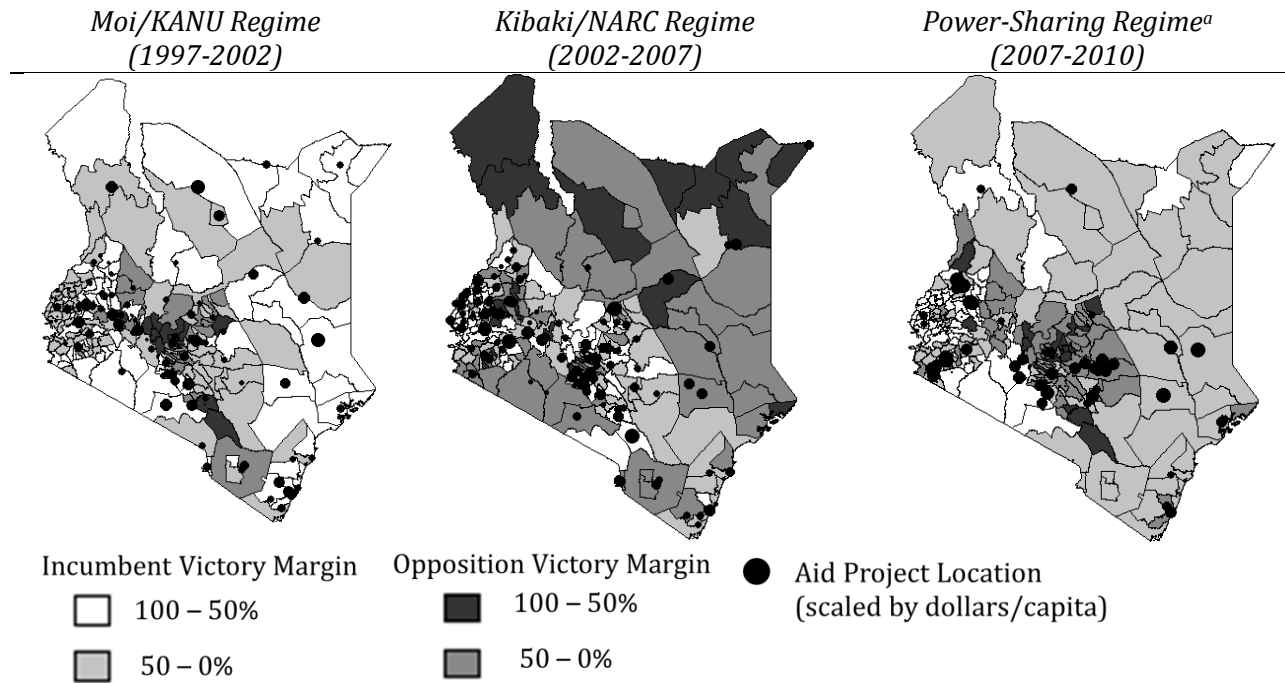 Moi/KANU Regime
(1997-2002)
Kibaki/NARC Regime
(2002-2007)
Power-Sharing Regimeᵃ
(2007-2010)
Incumbent Victory Margin
100 – 50%
50 – 0%
Opposition Victory Margin
100 – 50%
50 – 0%
Aid Project Location
(scaled by dollars/capita)